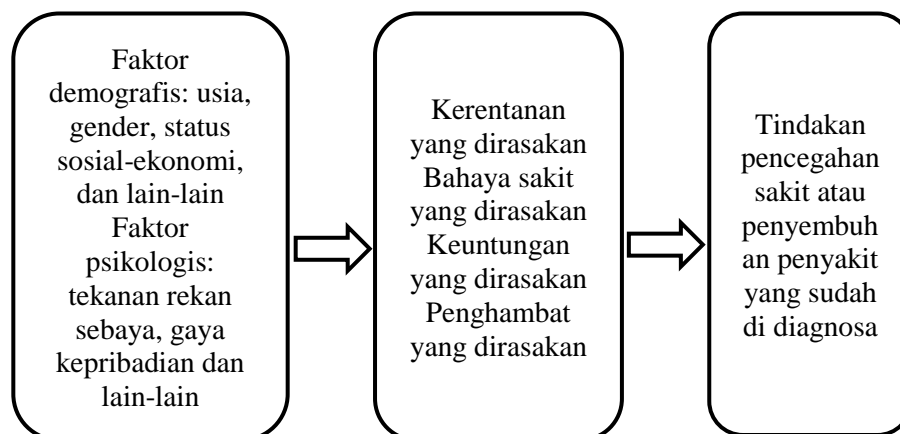 Faktor
demografis: usia,
gender, status
sosial-ekonomi,
dan lain-lain
Faktor
psikologis:
tekanan rekan
sebaya, gaya
kepribadian dan
lain-lain
Kerentanan
yang dirasakan
Bahaya sakit
yang dirasakan
Keuntungan
yang dirasakan
Penghambat
yang dirasakan
Tindakan
pencegahan
sakit atau
penyembuh
an penyakit
yang sudah
di diagnosa